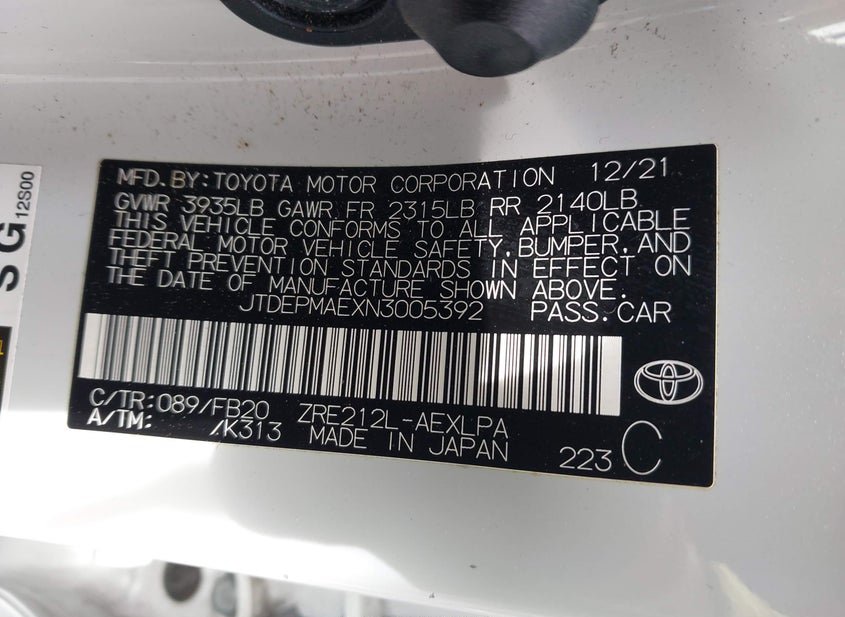 MFD.BY:TOYOTA MOTOR CORPORATION 12/21
GVWR 3935LB GAWR FR 2315LB RR 2140LB
THIS VEHICLE CONFORMS TO ALL APPLICABLE
FEDERAL MOTOR VEHICLE SAFETY,BUMPER,AND
THEFT PREVENTION STANDARDS IN EFFECT ON
THE DATE OF MANUFACTURE SHOWN ABOVE.
JTDEPMAEXN3005392 PASS.CAR
C/TR:089/FB20 ZRE212L-AEXLPA
A/TM: /K313 MADE IN JAPAN 223 C
SG
12S00